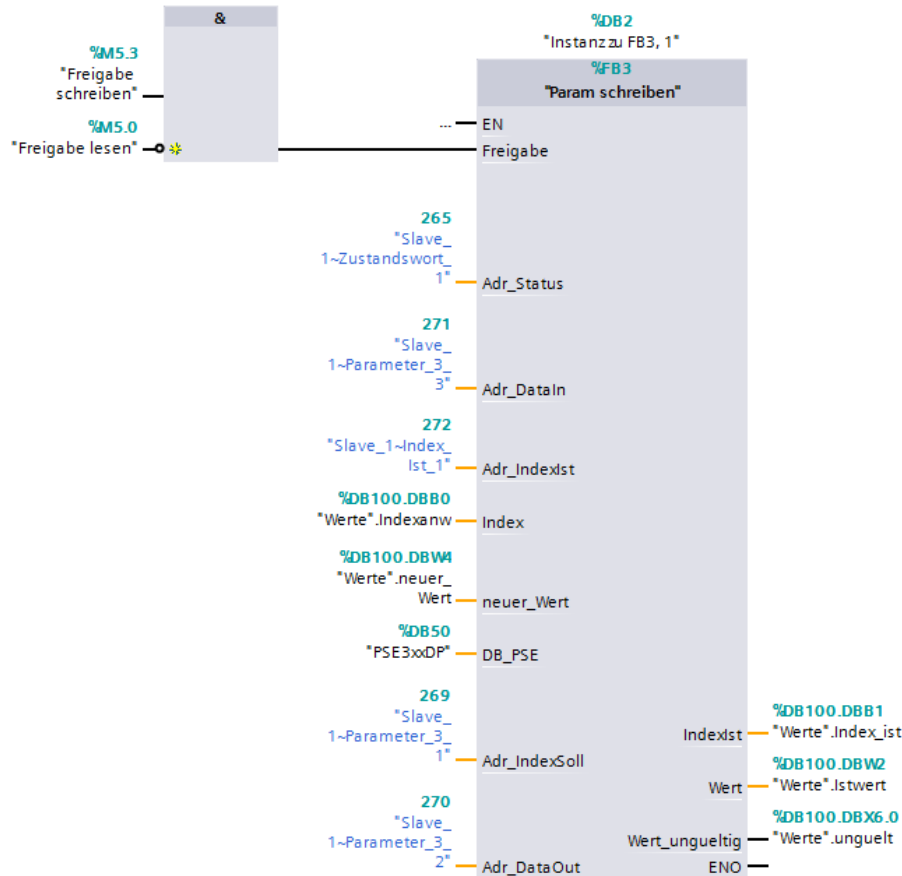 &
%DB2
"Instanz zu FB3, 1"
%M5.3
"Freigabe
schreiben"
%M5.0
"Freigabe lesen"
%FB3
"Param schreiben"
...
EN
Freigabe
265
"Slave_
1~Zustandswort_
1"
Adr_Status
271
"Slave_
1~Parameter_3_
3"
Adr_DataIn
272
"Slave_1~Index_
Ist_1"
Adr_IndexIst
%DB100.DBB0
"Werte".Indexanw
Index
%DB100.DBW4
"Werte".neuer_
Wert
neuer_Wert
%DB50
"PSE3xxDP"
DB_PSE
269
"Slave_
1~Parameter_3_
1"
Adr_IndexSoll
270
"Slave_
1~Parameter_3_
2"
Adr_DataOut
IndexIst
%DB100.DBB1
"Werte".Index_ist
Wert
%DB100.DBW2
"Werte".Istwert
Wert_ungueltig
%DB100.DBX6.0
"Werte".unguelt
ENO